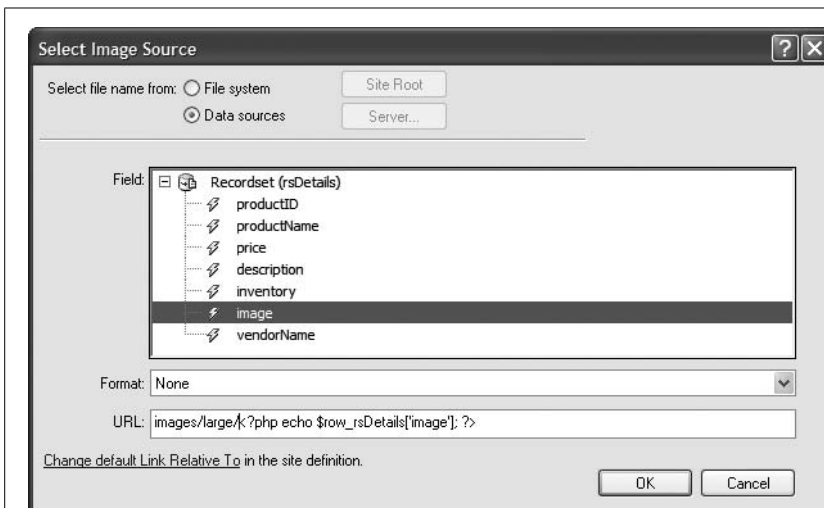 Select Image Source
Select file name from: File system Site Root
Data sources Server...
Field: Recordset (rsDetails)
productID
productName
price
description
inventory
image
vendorName
Format: None
URL: images/large/<?php echo $row_rsDetails['image']; ?>
Change default Link Relative To in the site definition.
OK Cancel